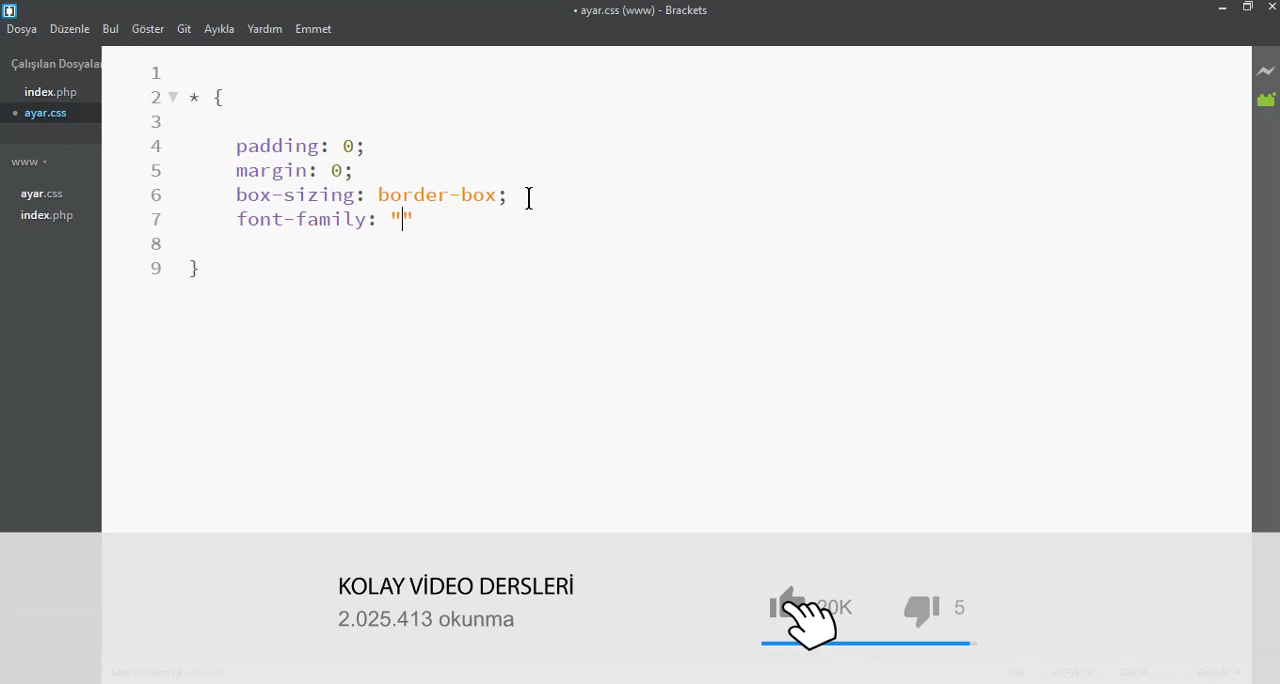 • ayar.css (www) - Brackets
Dosya Düzenle Bul Göster Git Ayıkla Yardım Emmet
Çalışılan Dosyalar
index.php
• ayar.css
www
ayar.css
index.php
1
2 * {
3
4 padding: 0;
5 margin: 0;
6 box-sizing: border-box;
7 font-family: ""
8
9 }
KOLAY VİDEO DERSLERİ
2.025.413 okunma
5